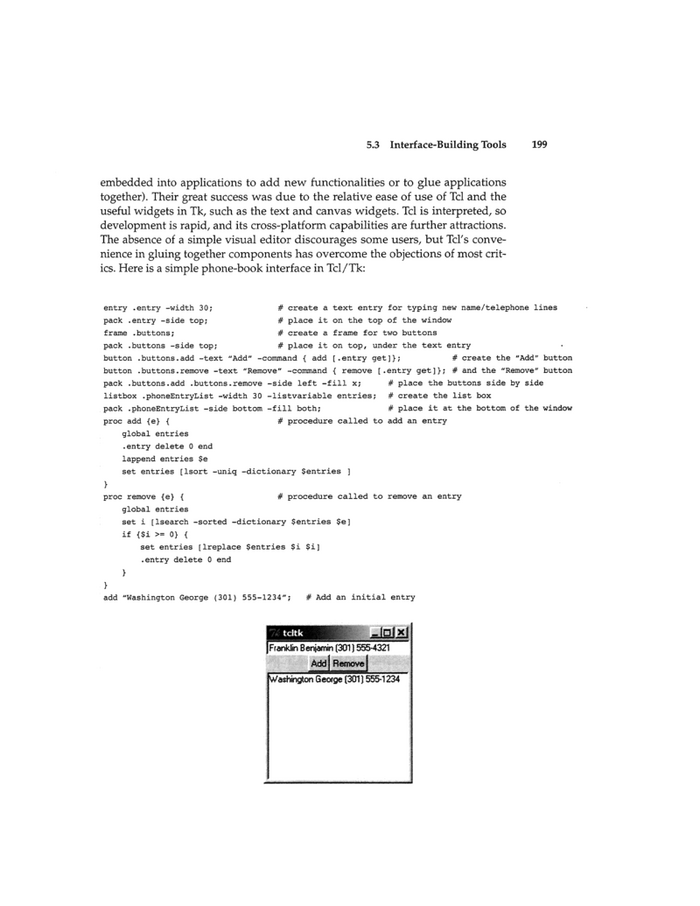 5.3 Interface-Building Tools 199
embedded into applications to add new functionalities or to glue applications
together). Their great success was due to the relative ease of use of Tcl and the
useful widgets in Tk, such as the text and canvas widgets. Tcl is interpreted, so
development is rapid, and its cross-platform capabilities are further attractions.
The absence of a simple visual editor discourages some users, but Tcl's conve-
nience in gluing together components has overcome the objections of most crit-
ics. Here is a simple phone-book interface in Tcl/Tk:
entry .entry -width 30; # create a text entry for typing new name/telephone lines
pack .entry -side top; # place it on the top of the window
frame .buttons; # create a frame for two buttons
pack .buttons -side top; # place it on top, under the text entry
button .buttons.add -text "Add" -command { add [.entry get]}; # create the "Add" button
button .buttons.remove -text "Remove" -command { remove [.entry get]}; # and the "Remove" button
pack .buttons.add .buttons.remove -side left -fill x; # place the buttons side by side
listbox .phoneEntryList -width 30 -listvariable entries; # create the list box
pack .phoneEntryList -side bottom -fill both; # place it at the bottom of the window
proc add {e} { # procedure called to add an entry
global entries
.entry delete 0 end
lappend entries $e
set entries [lsort -uniq -dictionary $entries ]
}
proc remove {e} { # procedure called to remove an entry
global entries
set i [lsearch -sorted -dictionary $entries $e]
if {$i >= 0} {
set entries [lreplace $entries $i $i]
.entry delete 0 end
}
}
add "Washington George (301) 555-1234"; # Add an initial entry
tcltk
Franklin Benjamin (301) 555-4321
Add Remove
Washington George (301) 555-1234